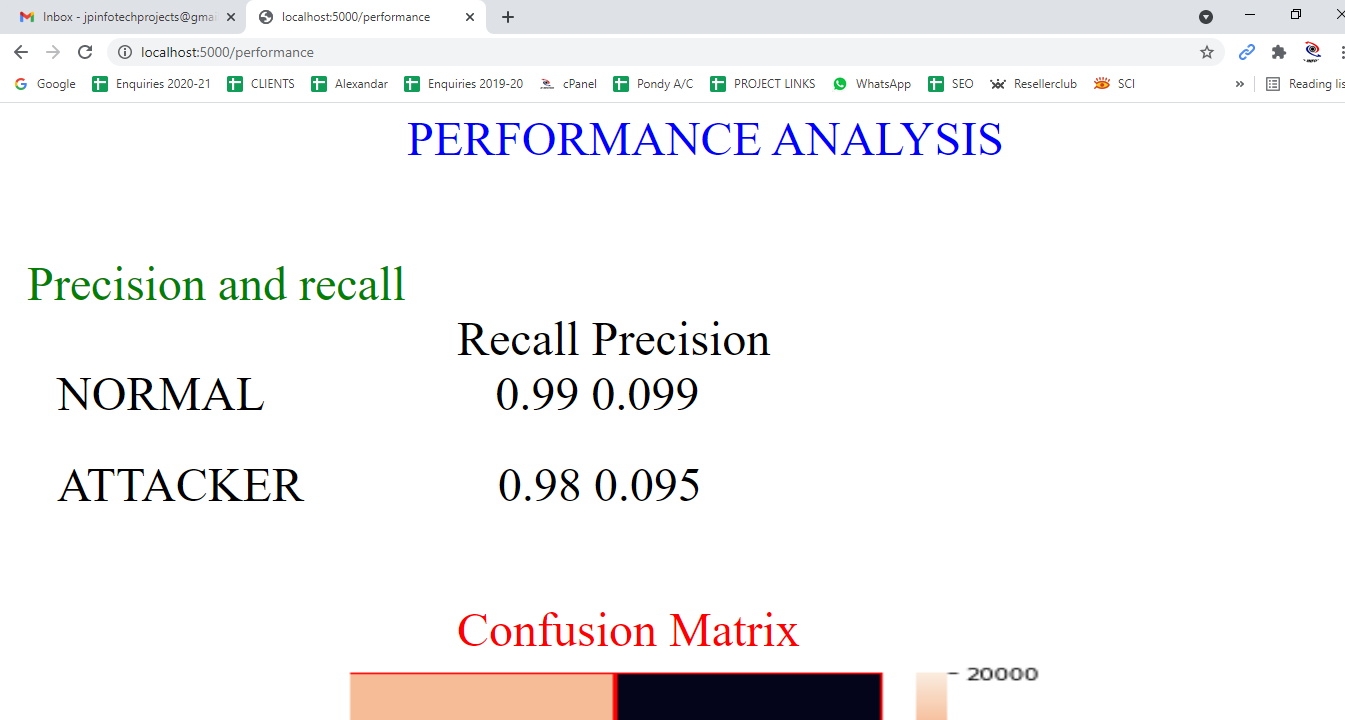 Inbox - jpinfotechprojects@gmai
localhost:5000/performance
localhost:5000/performance
Google Enquiries 2020-21 CLIENTS Alexandar Enquiries 2019-20 cPanel Pondy A/C PROJECT LINKS WhatsApp SEO Resellerclub SCI » Reading lis
PERFORMANCE ANALYSIS
Precision and recall
Recall Precision
NORMAL 0.99 0.099
ATTACKER 0.98 0.095
Confusion Matrix
20000